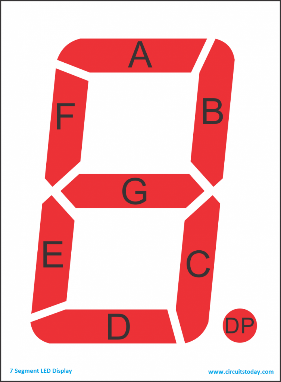 A
F
B
G
E
C
D
DP
7 Segment LED Display
www.circuitstoday.com